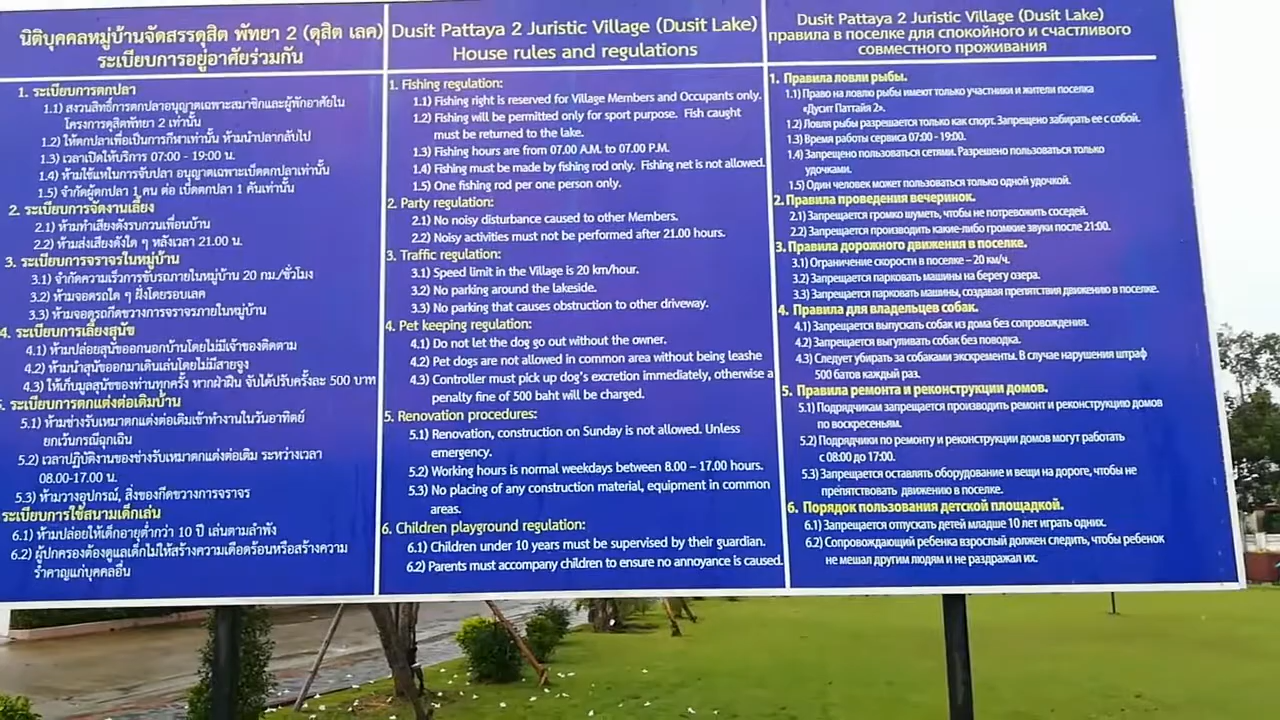 นิติบุคคลหมู่บ้านจัดสรรดุสิต พัทยา 2 (ดุสิต เลค)
ระเบียบการอยู่อาศัยร่วมกัน
1. ระเบียบการตกปลา
1.1) สงวนสิทธิ์การตกปลาอนุญาตเฉพาะสมาชิกและผู้พักอาศัยใน
โครงการดุสิตพัทยา 2 เท่านั้น
1.2) ให้ตกปลาเพื่อเป็นการกีฬาเท่านั้น ห้ามนำปลากลับไป
1.3) เวลาเปิดให้บริการ 07:00 - 19:00 น.
1.4) ห้ามใช้แหในการจับปลา อนุญาตเฉพาะเบ็ดตกปลาเท่านั้น
1.5) จำกัดผู้ตกปลา 1 คน ต่อ เบ็ดตกปลา 1 คันเท่านั้น
2. ระเบียบการจัดงานเลี้ยง
2.1) ห้ามทำเสียงดังรบกวนเพื่อนบ้าน
2.2) ห้ามส่งเสียงดังใด ๆ หลังเวลา 21.00 น.
3. ระเบียบการจราจรในหมู่บ้าน
3.1) จำกัดความเร็วการขับรถภายในหมู่บ้าน 20 กม./ชั่วโมง
3.2) ห้ามจอดรถใด ๆ ฝั่งโดยรอบเลค
3.3) ห้ามจอดรถกีดขวางการจราจรภายในหมู่บ้าน
4. ระเบียบการเลี้ยงสุนัข
4.1) ห้ามปล่อยสุนัขออกนอกบ้านโดยไม่มีเจ้าของติดตาม
4.2) ห้ามนำสุนัขออกมาเดินเล่นโดยไม่มีสายจูง
4.3) ให้เก็บมูลสุนัขของท่านทุกครั้ง หากฝ่าฝืน จับได้ปรับครั้งละ 500 บาท
. ระเบียบการตกแต่งต่อเติมบ้าน
5.1) ห้ามช่างรับเหมาตกแต่งต่อเติมเข้าทำงานในวันอาทิตย์
ยกเว้นกรณีฉุกเฉิน
5.2) เวลาปฏิบัติงานของช่างรับเหมาตกแต่งต่อเติม ระหว่างเวลา
08.00-17.00 น.
5.3) ห้ามวางอุปกรณ์, สิ่งของกีดขวางการจราจร
ระเบียบการใช้สนามเด็กเล่น
6.1) ห้ามปล่อยให้เด็กอายุต่ำกว่า 10 ปี เล่นตามลำพัง
6.2) ผู้ปกครองต้องดูแลเด็กไม่ให้สร้างความเดือดร้อนหรือสร้างความ
รำคาญแก่บุคคลอื่น
Dusit Pattaya 2 Juristic Village (Dusit Lake)
House rules and regulations
1. Fishing regulation:
1.1) Fishing right is reserved for Village Members and Occupants only.
1.2) Fishing will be permitted only for sport purpose. Fish caught
must be returned to the lake.
1.3) Fishing hours are from 07.00 A.M. to 07.00 P.M.
1.4) Fishing must be made by fishing rod only. Fishing net is not allowed.
1.5) One fishing rod per one person only.
2. Party regulation:
2.1) No noisy disturbance caused to other Members.
2.2) Noisy activities must not be performed after 21.00 hours.
3. Traffic regulation:
3.1) Speed limit in the Village is 20 km/hour.
3.2) No parking around the lakeside.
3.3) No parking that causes obstruction to other driveway.
4. Pet keeping regulation:
4.1) Do not let the dog go out without the owner.
4.2) Pet dogs are not allowed in common area without being leashe
4.3) Controller must pick up dog's excretion immediately, otherwise a
penalty fine of 500 baht will be charged.
5. Renovation procedures:
5.1) Renovation, construction on Sunday is not allowed. Unless
emergency.
5.2) Working hours is normal weekdays between 8.00 – 17.00 hours.
5.3) No placing of any construction material, equipment in common
areas.
6. Children playground regulation:
6.1) Children under 10 years must be supervised by their guardian.
6.2) Parents must accompany children to ensure no annoyance is caused.
Dusit Pattaya 2 Juristic Village (Dusit Lake)
правила в поселке для спокойного и счастливого
совместного проживания
1. Правила ловли рыбы.
1.1) Право на ловлю рыбы имеют только участники и жители поселка
«Дусит Паттайя 2».
1.2) Ловля рыбы разрешается только как спорт. Запрещено забирать ее с собой.
1.3) Время работы сервиса 07:00 - 19:00.
1.4) Запрещено пользоваться сетями. Разрешено пользоваться только
удочками.
1.5) Один человек может пользоваться только одной удочкой.
2. Правила проведения вечеринок.
2.1) Запрещается громко шуметь, чтобы не потревожить соседей.
2.2) Запрещается производить какие-либо громкие звуки после 21:00.
3. Правила дорожного движения в поселке.
3.1) Ограничение скорости в поселке – 20 км/ч.
3.2) Запрещается парковать машины на берегу озера.
3.3) Запрещается парковать машины, создавая препятствия движению в поселке.
4. Правила для владельцев собак.
4.1) Запрещается выпускать собак из дома без сопровождения.
4.2) Запрещается выгуливать собак без поводка.
4.3) Следует убирать за собаками экскременты. В случае нарушения штраф
500 батов каждый раз.
5. Правила ремонта и реконструкции домов.
5.1) Подрядчикам запрещается производить ремонт и реконструкцию домов
по воскресеньям.
5.2) Подрядчики по ремонту и реконструкции домов могут работать
с 08:00 до 17:00.
5.3) Запрещается оставлять оборудование и вещи на дороге, чтобы не
препятствовать движению в поселке.
6. Порядок пользования детской площадкой.
6.1) Запрещается отпускать детей младше 10 лет играть одних.
6.2) Сопровождающий ребенка взрослый должен следить, чтобы ребенок
не мешал другим людям и не раздражал их.